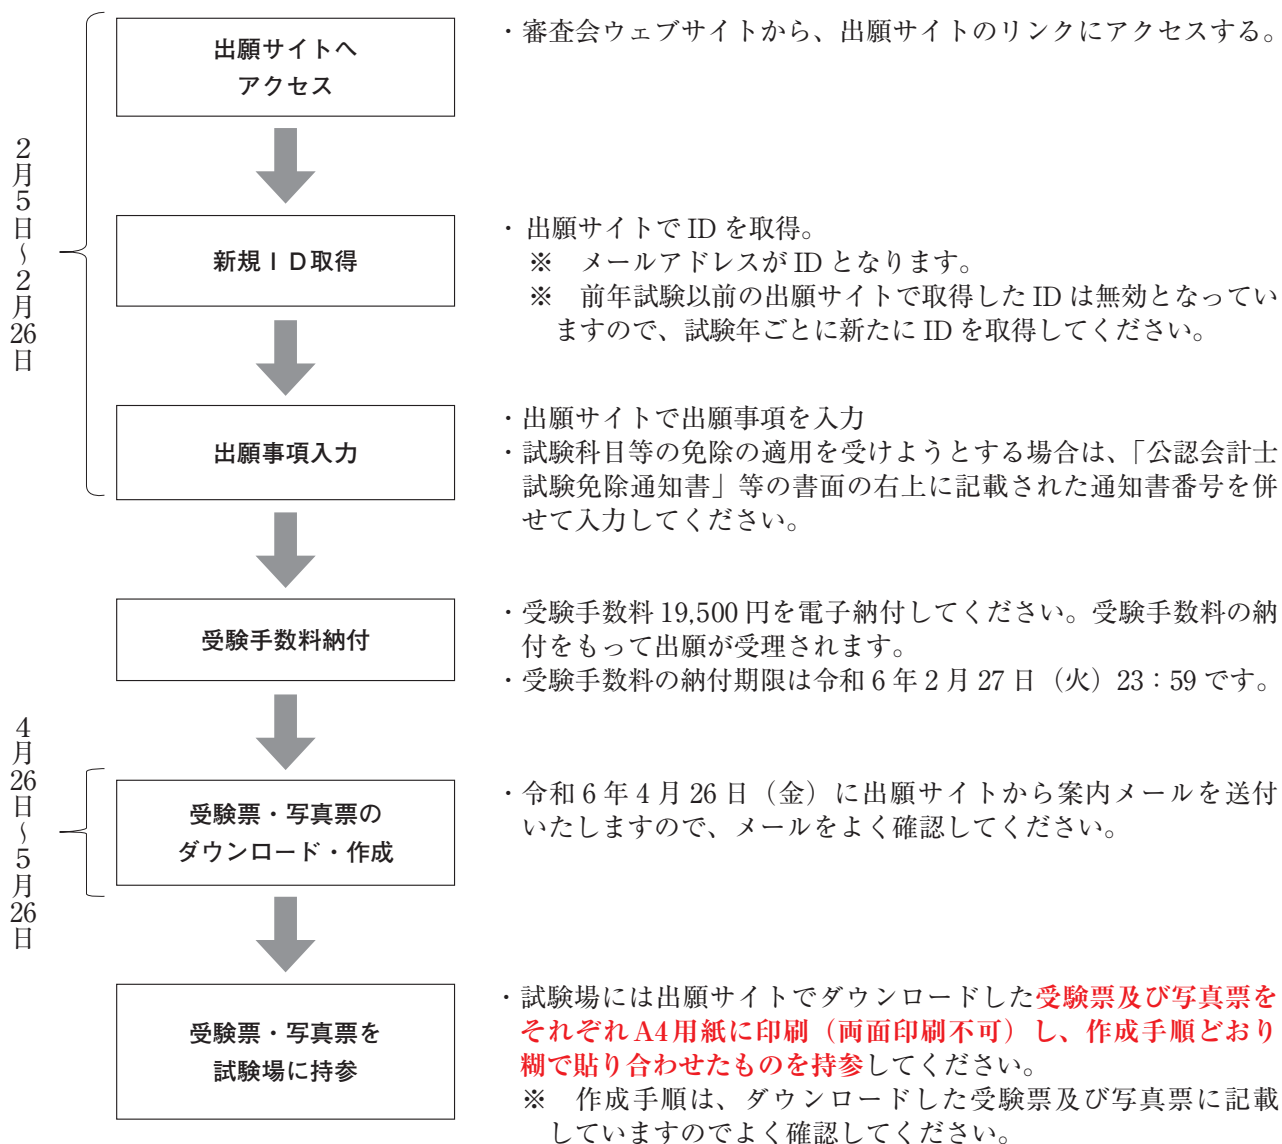 2月5日～2月26日
出願サイトへ
アクセス
・審査会ウェブサイトから、出願サイトのリンクにアクセスする。
新規ＩＤ取得
・出願サイトで ID を取得。
※　メールアドレスが ID となります。
※　前年試験以前の出願サイトで取得した ID は無効となってい
ますので、試験年ごとに新たに ID を取得してください。
出願事項入力
・出願サイトで出願事項を入力
・試験科目等の免除の適用を受けようとする場合は、「公認会計士
試験免除通知書」等の書面の右上に記載された通知書番号を併
せて入力してください。
受験手数料納付
・受験手数料 19,500 円を電子納付してください。受験手数料の納
付をもって出願が受理されます。
・受験手数料の納付期限は令和 6 年 2 月 27 日（火）23：59 です。
4月26日～5月26日
受験票・写真票の
ダウンロード・作成
・令和 6 年 4 月 26 日（金）に出願サイトから案内メールを送付
いたしますので、メールをよく確認してください。
受験票・写真票を
試験場に持参
・試験場には出願サイトでダウンロードした受験票及び写真票を
それぞれ A4 用紙に印刷（両面印刷不可）し、作成手順どおり
糊で貼り合わせたものを持参してください。
※　作成手順は、ダウンロードした受験票及び写真票に記載
していますのでよく確認してください。